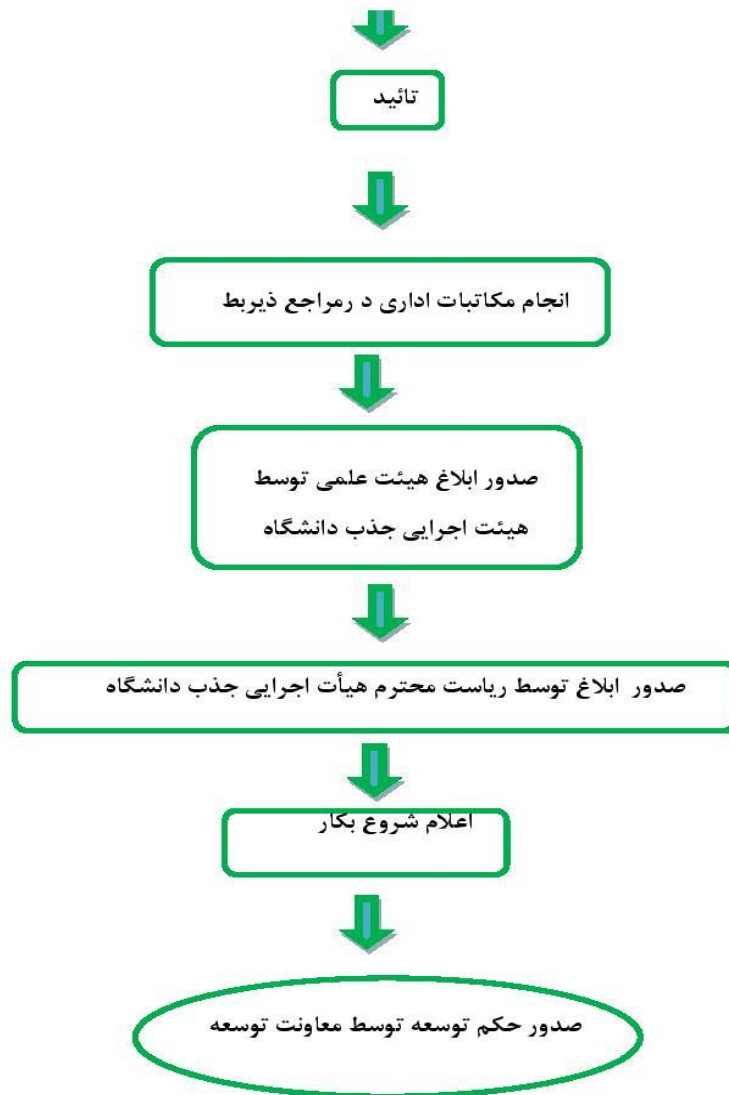 تائید
انجام مکاتبات اداری د رمراجع ذیربط
صدور ابلاغ هیئت علمی توسط
هیئت اجرایی جذب دانشگاه
صدور ابلاغ توسط ریاست محترم هیأت اجرایی جذب دانشگاه
اعلام شروع بکار
صدور حکم توسعه توسط معاونت توسعه